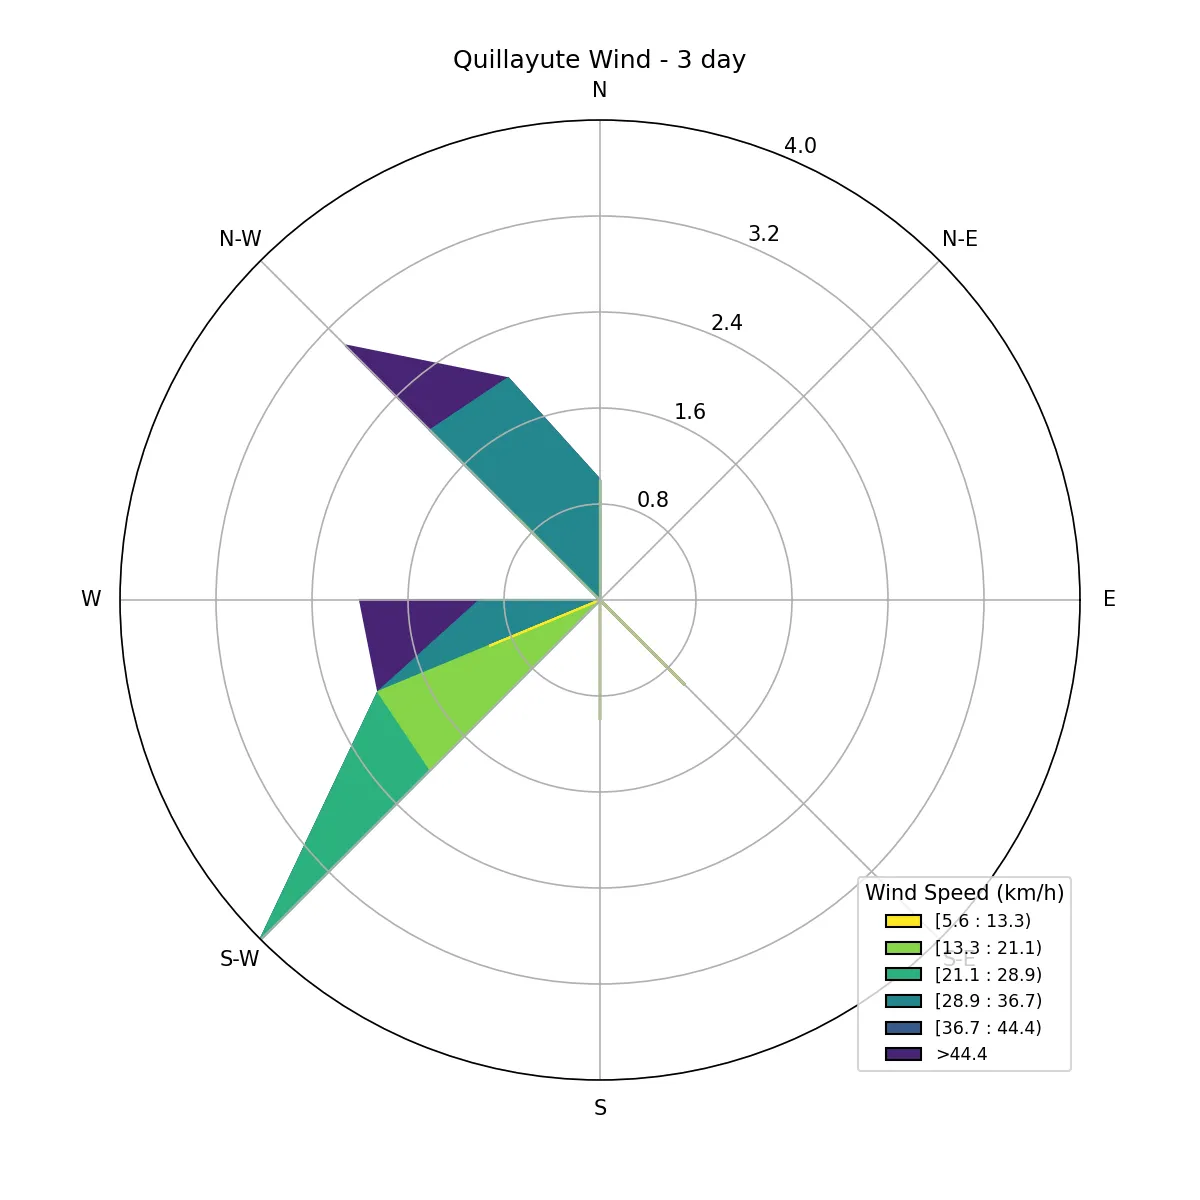 Quillayute Wind - 3 day
N
4.0
N-W
N-E
3.2
2.4
1.6
0.8
W
E
S-W
S-E
Wind Speed (km/h)
[5.6 : 13.3)
[13.3 : 21.1)
[21.1 : 28.9)
[28.9 : 36.7)
[36.7 : 44.4)
>44.4
S